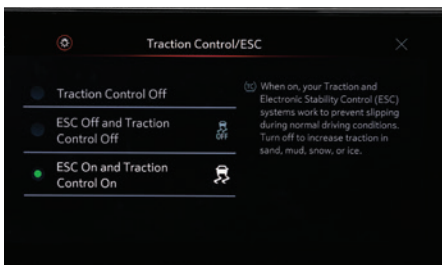 Traction Control/ESC
Traction Control Off
ESC Off and Traction
Control Off
OFF
ESC On and Traction
Control On
When on, your Traction and
Electronic Stability Control (ESC)
systems work to prevent slipping
during normal driving conditions.
Turn off to increase traction in
sand, mud, snow, or ice.